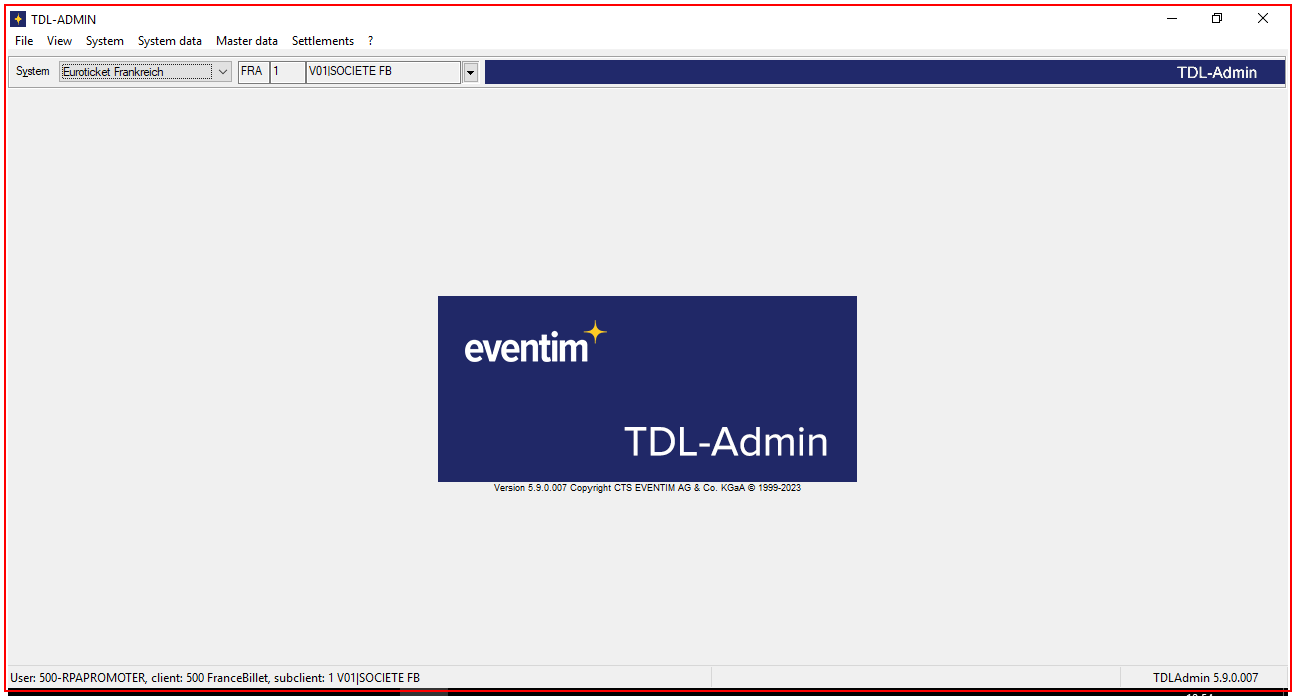 TDL-ADMIN
File View System System data Master data Settlements ?
System Euroticket Frankreich FRA 1 V01|SOCIETE FB TDL-Admin
eventim
TDL-Admin
Version 5.9.0.007 Copyright CTS EVENTIM AG & Co. KGaA © 1999-2023
User: 500-RPAPROMOTER, client: 500 FranceBillet, subclient: 1 V01|SOCIETE FB TDLAdmin 5.9.0.007